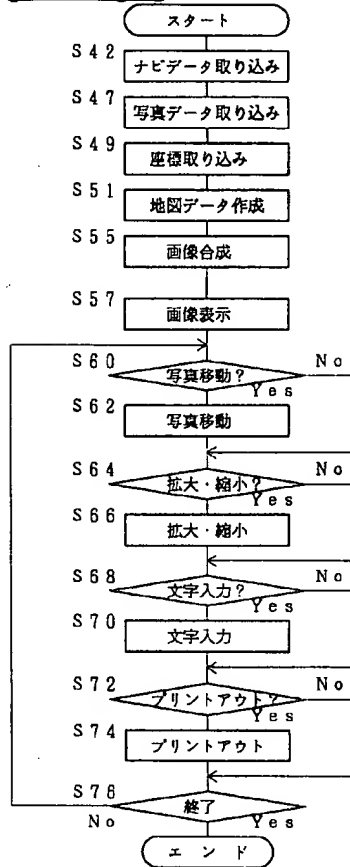 スタート
S42
ナビデータ取り込み
S47
写真データ取り込み
S49
座標取り込み
S51
地図データ作成
S55
画像合成
S57
画像表示
S60
写真移動?
No
Yes
S62
写真移動
S64
拡大・縮小?
No
Yes
S66
拡大・縮小
S68
文字入力?
No
Yes
S70
文字入力
S72
プリントアウト?
No
Yes
S74
プリントアウト
S76
終了
No
Yes
エンド